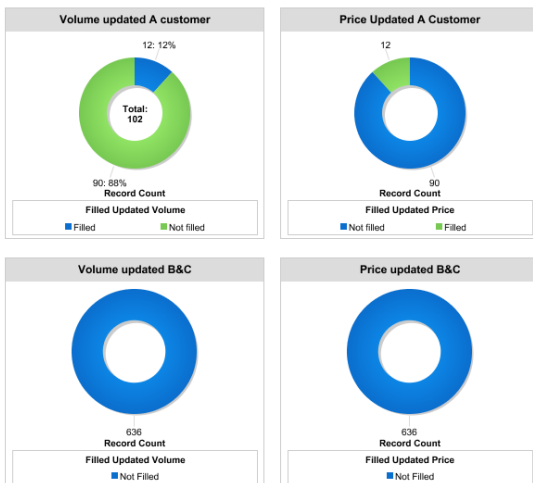 Volume updated A customer
12: 12%
Total:
102
90: 88%
Record Count
Filled Updated Volume
Filled
Not filled
Price Updated A Customer
12
90
Record Count
Filled Updated Price
Not filled
Filled
Volume updated B&C
636
Record Count
Filled Updated Volume
Not Filled
Price updated B&C
636
Record Count
Filled Updated Price
Not Filled